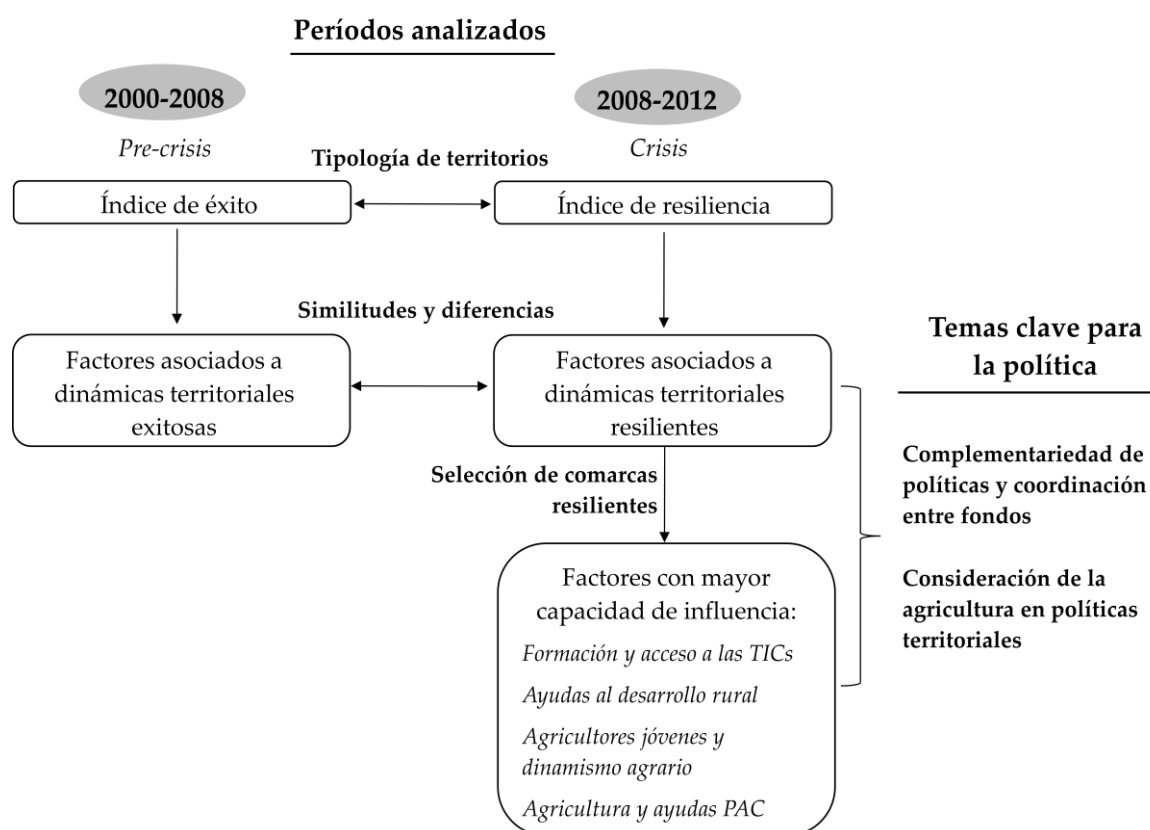 Períodos analizados
2000-2008
2008-2012
Pre-crisis
Crisis
Tipología de territorios
Índice de éxito
Índice de resiliencia
Similitudes y diferencias
Factores asociados a
dinámicas territoriales
exitosas
Factores asociados a
dinámicas territoriales
resilientes
Selección de comarcas
resilientes
Factores con mayor
capacidad de influencia:
Formación y acceso a las TICs
Ayudas al desarrollo rural
Agricultores jóvenes y
dinamismo agrario
Agricultura y ayudas PAC
Temas clave para
la política
Complementariedad de
políticas y coordinación
entre fondos
Consideración de la
agricultura en políticas
territoriales